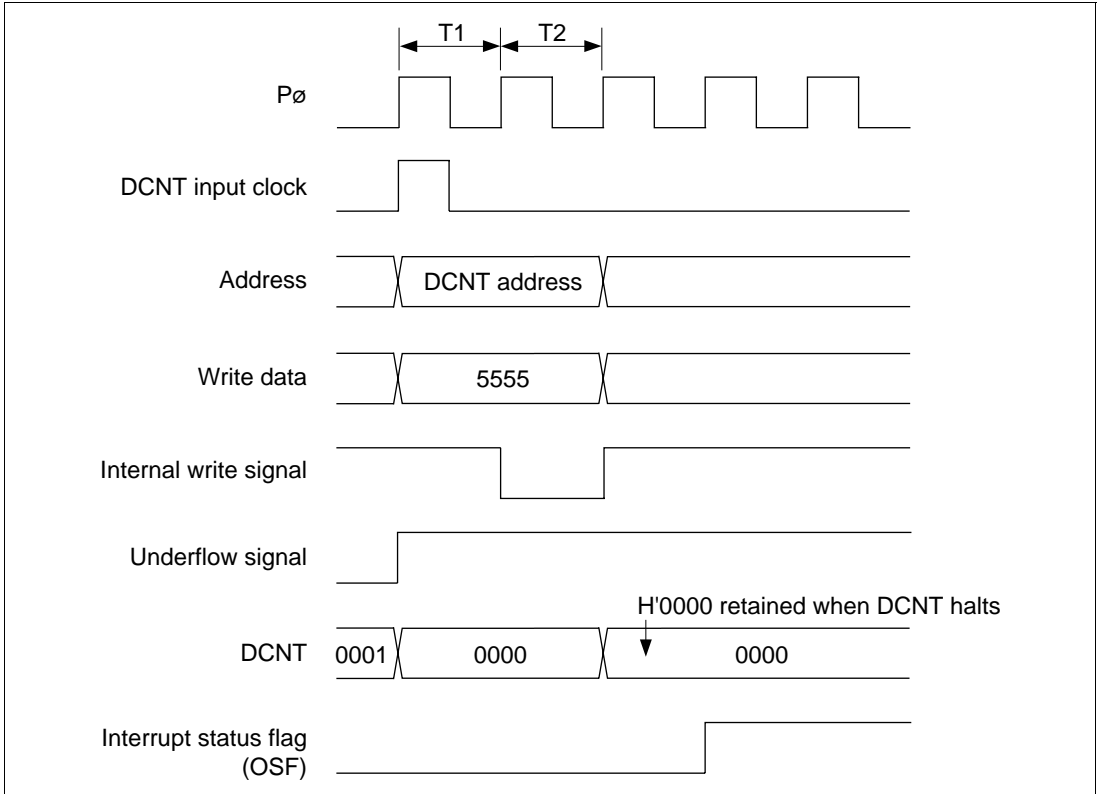 T1 T2
Pø
DCNT input clock
Address DCNT address
Write data 5555
Internal write signal
Underflow signal
H'0000 retained when DCNT halts
DCNT 0001 0000 0000
Interrupt status flag
(OSF)